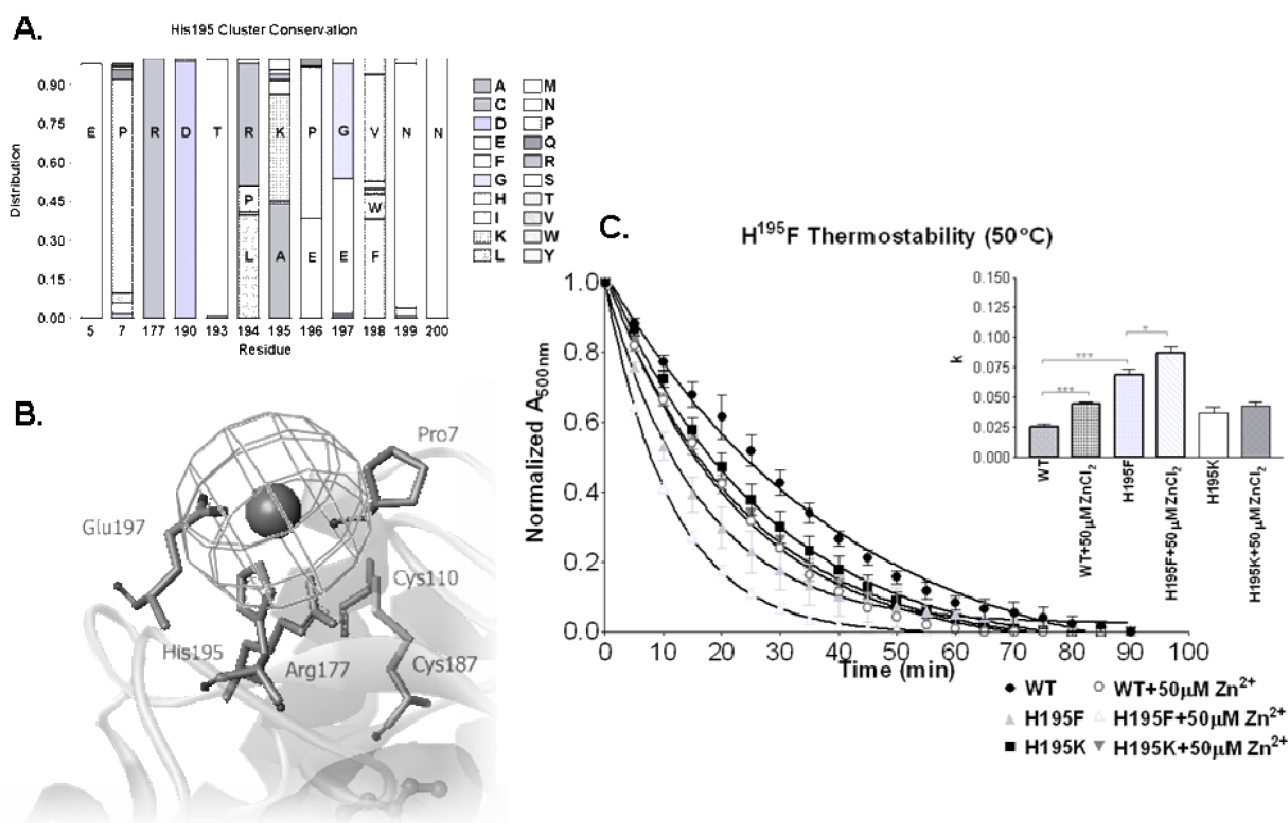 A.
His195 Cluster Conservation
Distribution
0.90
0.75
0.60
0.45
0.30
0.15
0.00
E P R D T R K P G V N N
P W
L A E E F
5 7 177 190 193 194 195 196 197 198 199 200
Residue
A M
C N
D P
E Q
F R
G S
H T
I V
K W
L Y
B.
Pro7
Glu197
Cys110
His195
Arg177
Cys187
C.
H¹⁹⁵F Thermostability (50°C)
Normalized A₅₀₀nm
1.0
0.8
0.6
0.4
0.2
0.0
0 10 20 30 40 50 60 70 80 90 100
Time (min)
k
0.150
0.125
0.100
0.075
0.050
0.025
0.000
***
***
*
WT
WT+50µM ZnCl₂
H195F
H195F+50µM ZnCl₂
H195K
H195K+50µM ZnCl₂
WT WT+50µM Zn²⁺
H195F H195F+50µM Zn²⁺
H195K H195K+50µM Zn²⁺